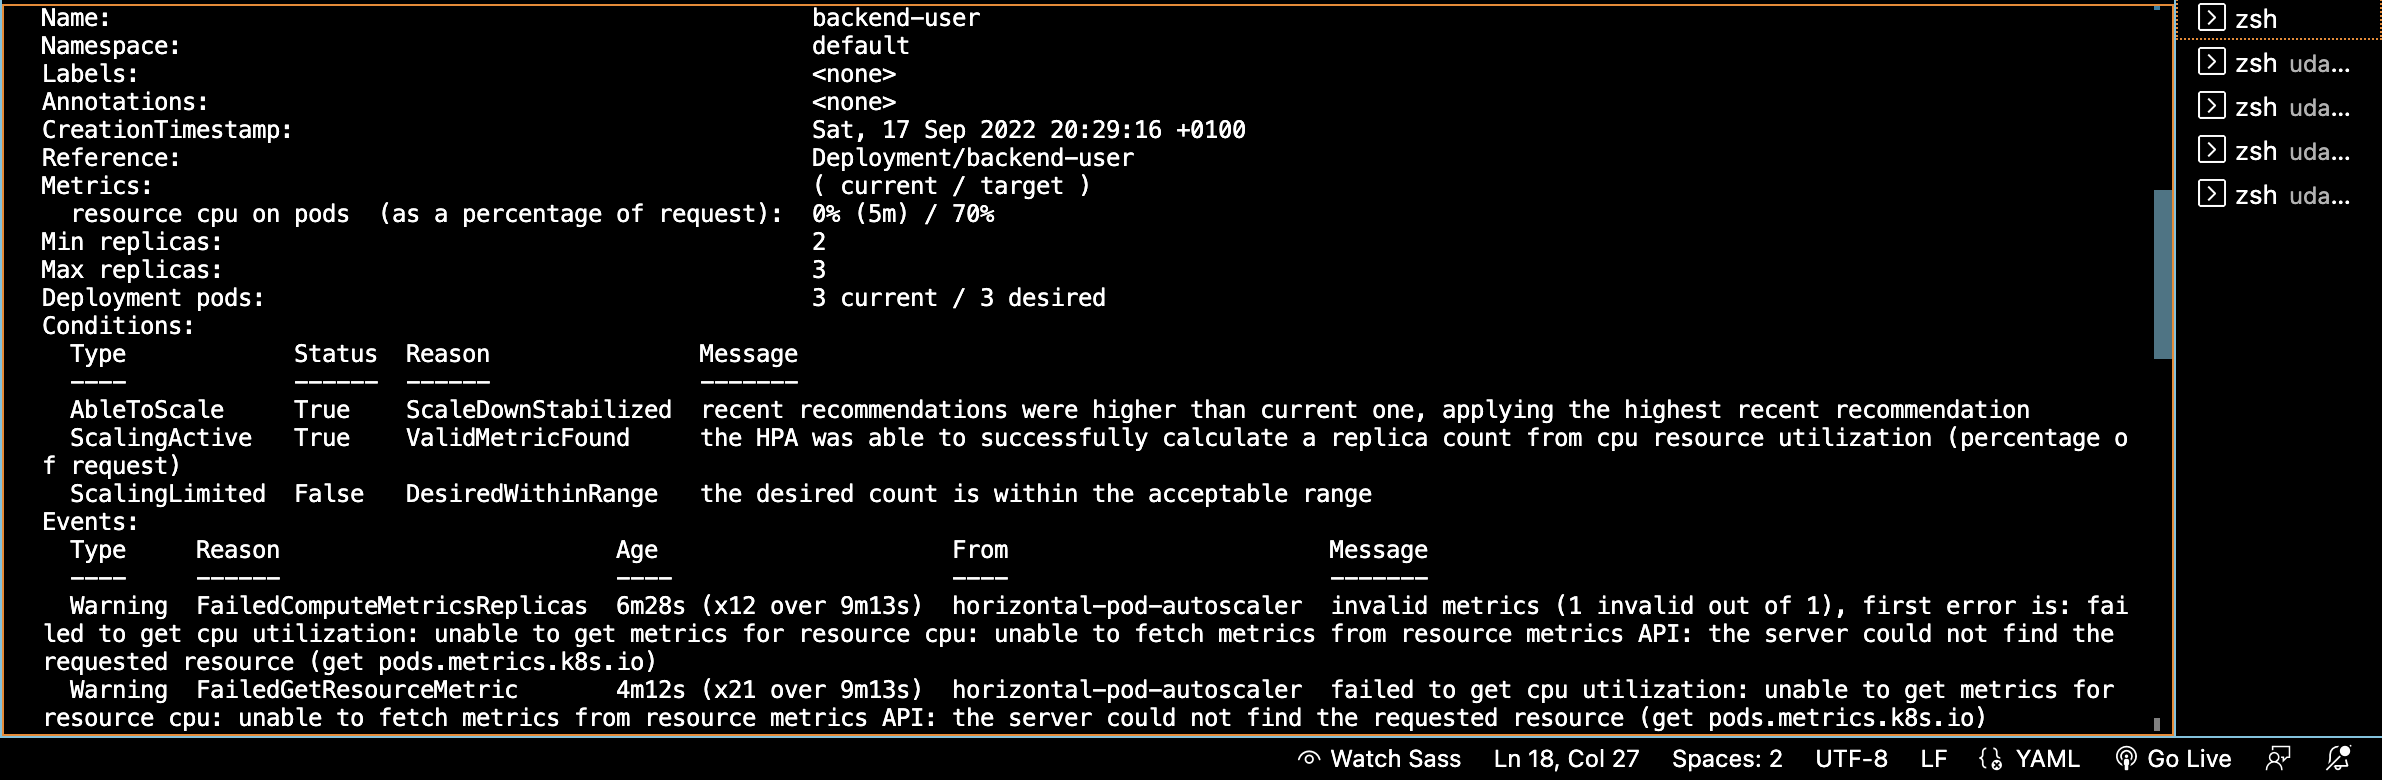 Name: backend-user
Namespace: default
Labels: <none>
Annotations: <none>
CreationTimestamp: Sat, 17 Sep 2022 20:29:16 +0100
Reference: Deployment/backend-user
Metrics: ( current / target )
resource cpu on pods (as a percentage of request): 0% (5m) / 70%
Min replicas: 2
Max replicas: 3
Deployment pods: 3 current / 3 desired
Conditions:
Type Status Reason Message
---- ------ ------ -------
AbleToScale True ScaleDownStabilized recent recommendations were higher than current one, applying the highest recent recommendation
ScalingActive True ValidMetricFound the HPA was able to successfully calculate a replica count from cpu resource utilization (percentage o
f request)
ScalingLimited False DesiredWithinRange the desired count is within the acceptable range
Events:
Type Reason Age From Message
---- ------ ---- ---- -------
Warning FailedComputeMetricsReplicas 6m28s (x12 over 9m13s) horizontal-pod-autoscaler invalid metrics (1 invalid out of 1), first error is: fai
led to get cpu utilization: unable to get metrics for resource cpu: unable to fetch metrics from resource metrics API: the server could not find the
requested resource (get pods.metrics.k8s.io)
Warning FailedGetResourceMetric 4m12s (x21 over 9m13s) horizontal-pod-autoscaler failed to get cpu utilization: unable to get metrics for
resource cpu: unable to fetch metrics from resource metrics API: the server could not find the requested resource (get pods.metrics.k8s.io)
zsh
zsh uda...
zsh uda...
zsh uda...
zsh uda...
Watch Sass Ln 18, Col 27 Spaces: 2 UTF-8 LF YAML Go Live